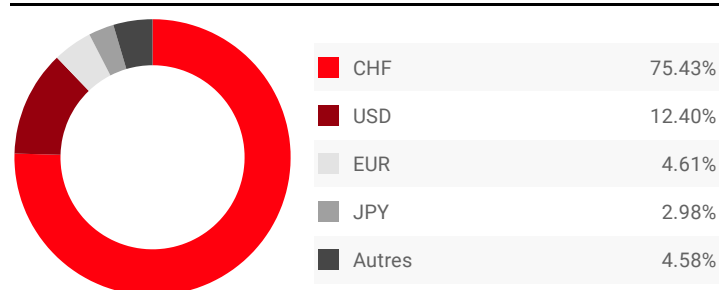 CHF 75.43%
USD 12.40%
EUR 4.61%
JPY 2.98%
Autres 4.58%